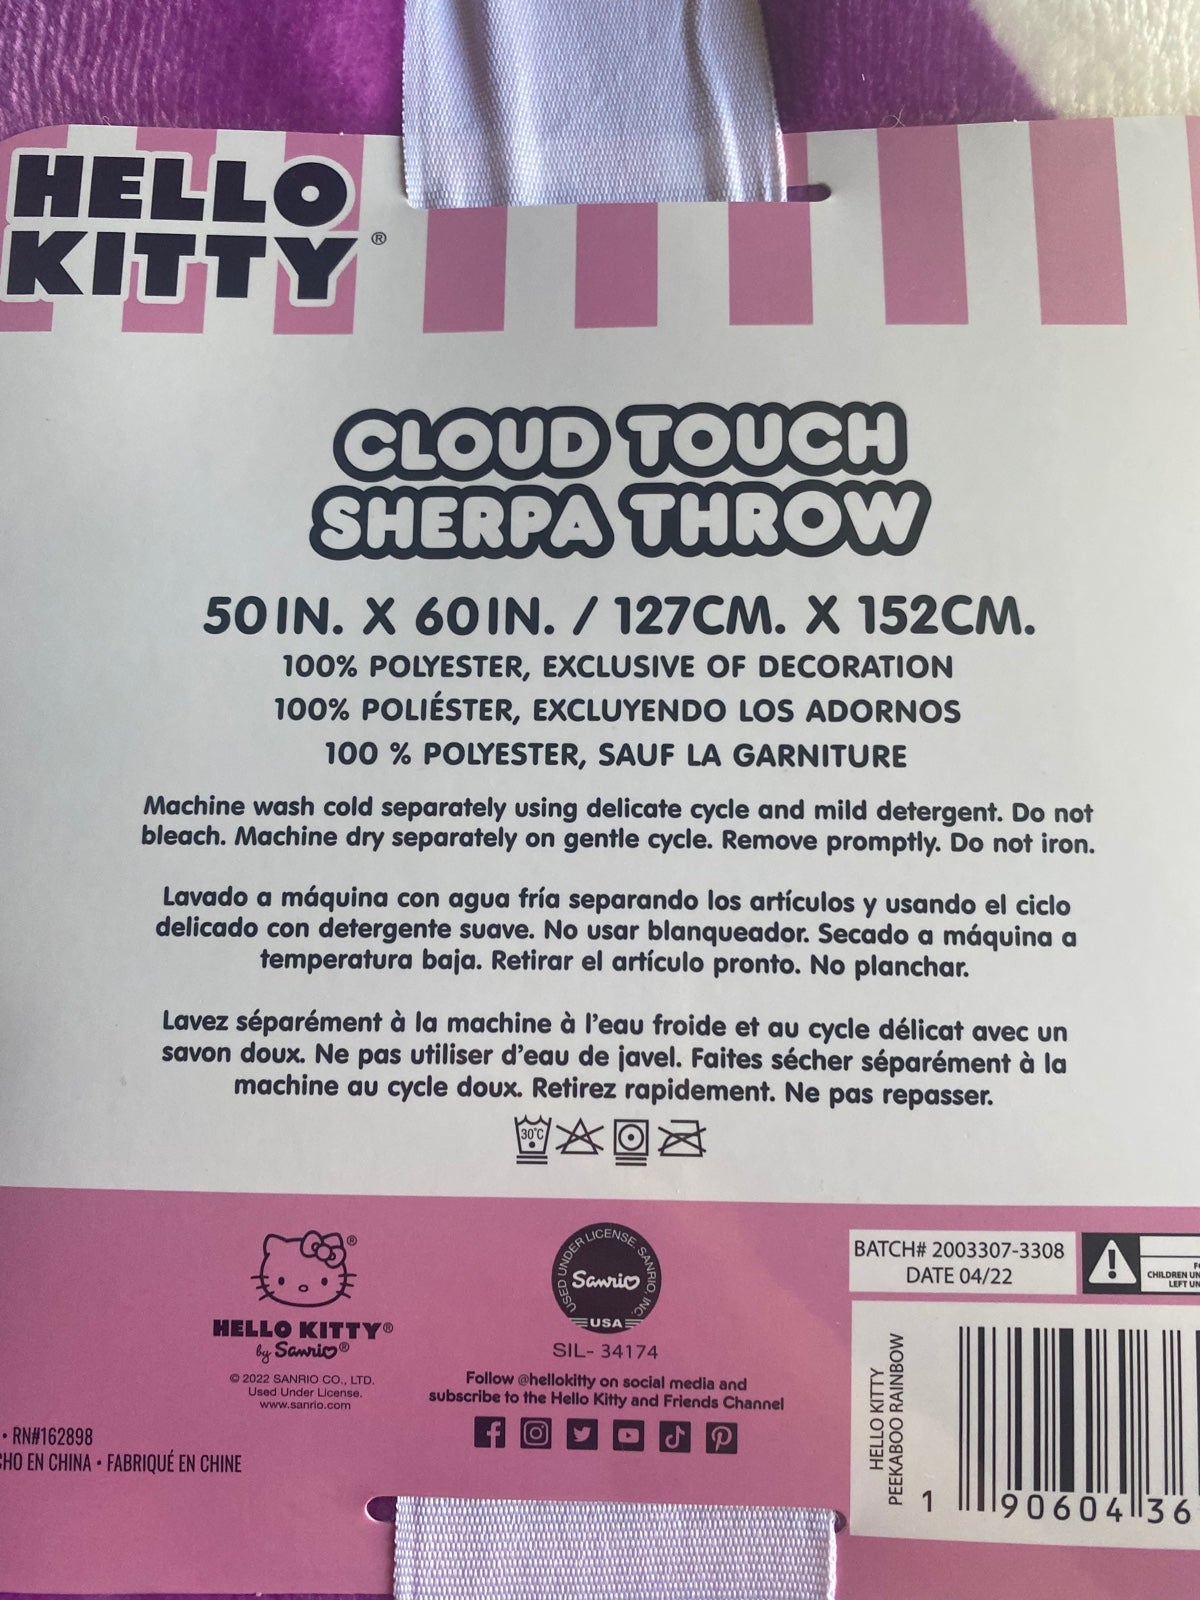 HELLO
KITTY®
CLOUD TOUCH
SHERPA THROW
50IN. X 60IN. / 127CM. X 152CM.
100% POLYESTER, EXCLUSIVE OF DECORATION
100% POLIÉSTER, EXCLUYENDO LOS ADORNOS
100 % POLYESTER, SAUF LA GARNITURE
Machine wash cold separately using delicate cycle and mild detergent. Do not
bleach. Machine dry separately on gentle cycle. Remove promptly. Do not iron.
Lavado a máquina con agua fría separando los artículos y usando el ciclo
delicado con detergente suave. No usar blanqueador. Secado a máquina a
temperatura baja. Retirar el artículo pronto. No planchar.
Lavez séparément à la machine à l'eau froide et au cycle délicat avec un
savon doux. Ne pas utiliser d'eau de javel. Faites sécher séparément à la
machine au cycle doux. Retirez rapidement. Ne pas repasser.
30°C
®
HELLO KITTY®
by Sanrio®
© 2022 SANRIO CO., LTD.
Used Under License.
www.sanrio.com
• RN#162898
CHO EN CHINA • FABRIQUÉ EN CHINE
USED UNDER LICENSE. SANRIO, INC.
Sanrio
USA
SIL- 34174
Follow @hellokitty on social media and
subscribe to the Hello Kitty and Friends Channel
BATCH# 2003307-3308
DATE 04/22
CHILDREN UN
LEFT UN
HELLO KITTY
PEEKABOO RAINBOW
1 90604 36